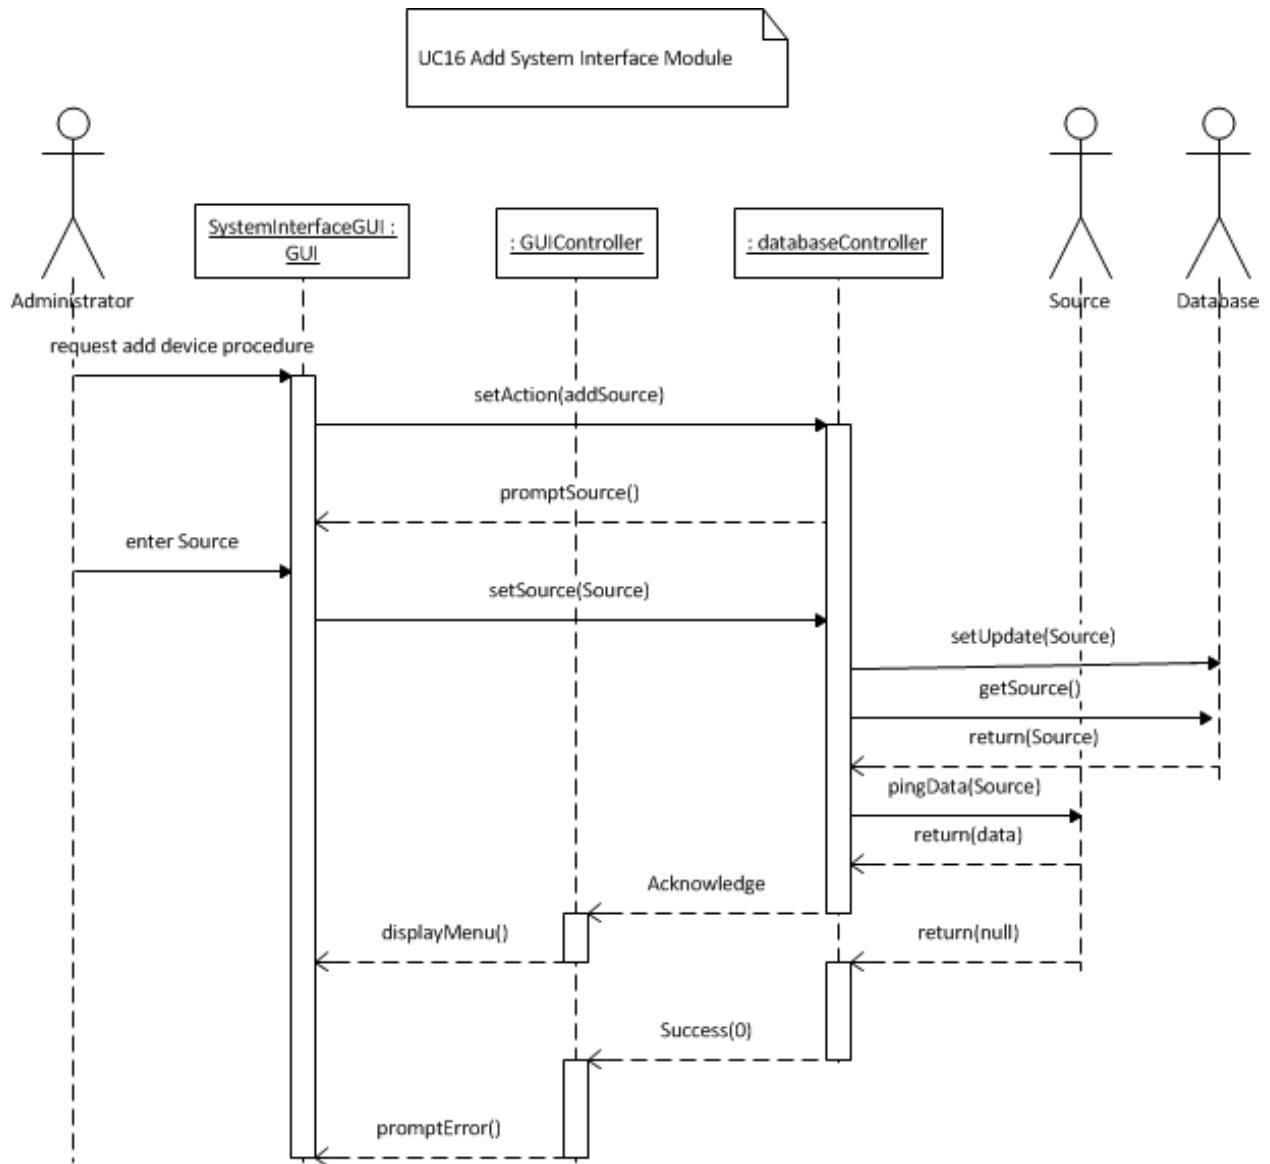 UC16 Add System Interface Module
SystemInterfaceGUI :
GUI
: GUIController
: databaseController
Administrator
Source
Database
request add device procedure
setAction(addSource)
promptSource()
enter Source
setSource(Source)
setUpdate(Source)
getSource()
return(Source)
pingData(Source)
return(data)
Acknowledge
displayMenu()
return(null)
Success(0)
promptError()